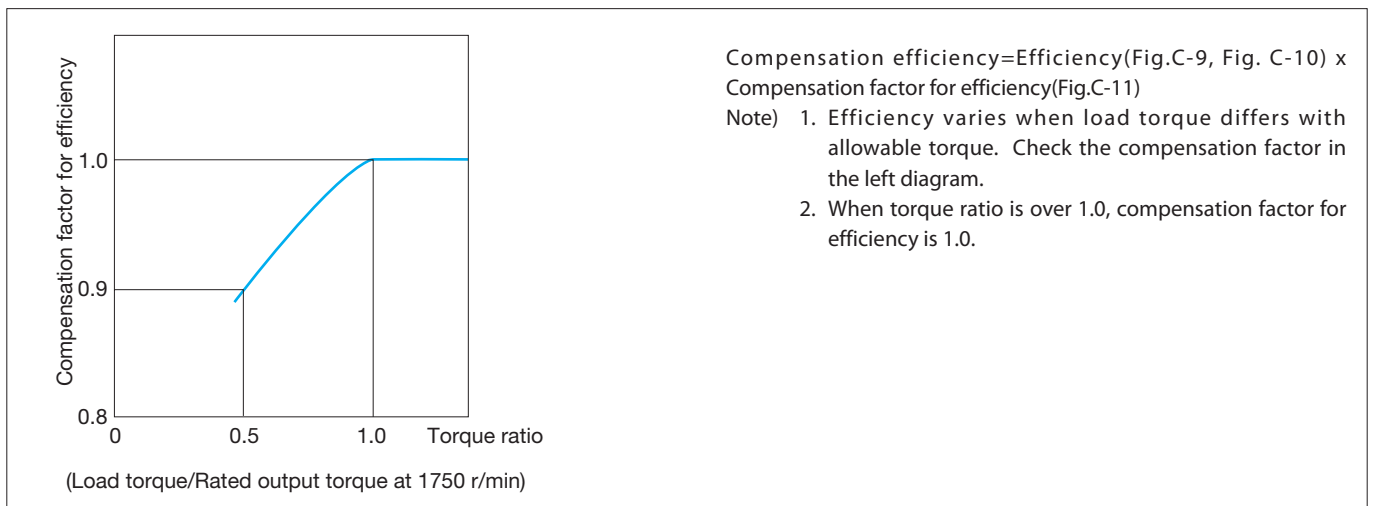 Compensation factor for efficiency
1.0
0.9
0.8
0
0.5
1.0
Torque ratio
(Load torque/Rated output torque at 1750 r/min)
Compensation efficiency=Efficiency(Fig.C-9, Fig. C-10) x
Compensation factor for efficiency(Fig.C-11)
Note) 1. Efficiency varies when load torque differs with
allowable torque. Check the compensation factor in
the left diagram.
2. When torque ratio is over 1.0, compensation factor for
efficiency is 1.0.